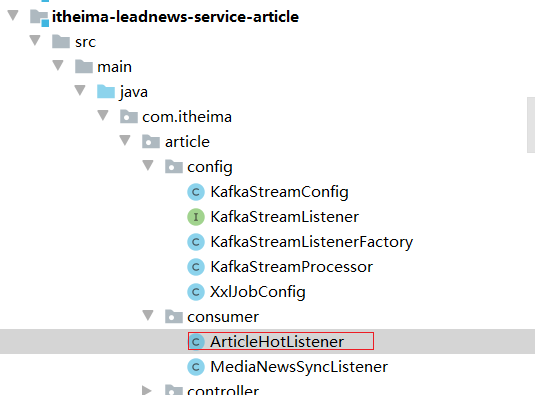 itheima-leadnews-service-article
src
main
java
com.itheima
article
config
C KafkaStreamConfig
I KafkaStreamListener
C KafkaStreamListenerFactory
C KafkaStreamProcessor
C XxlJobConfig
consumer
C ArticleHotListener
C MediaNewsSyncListener
controller